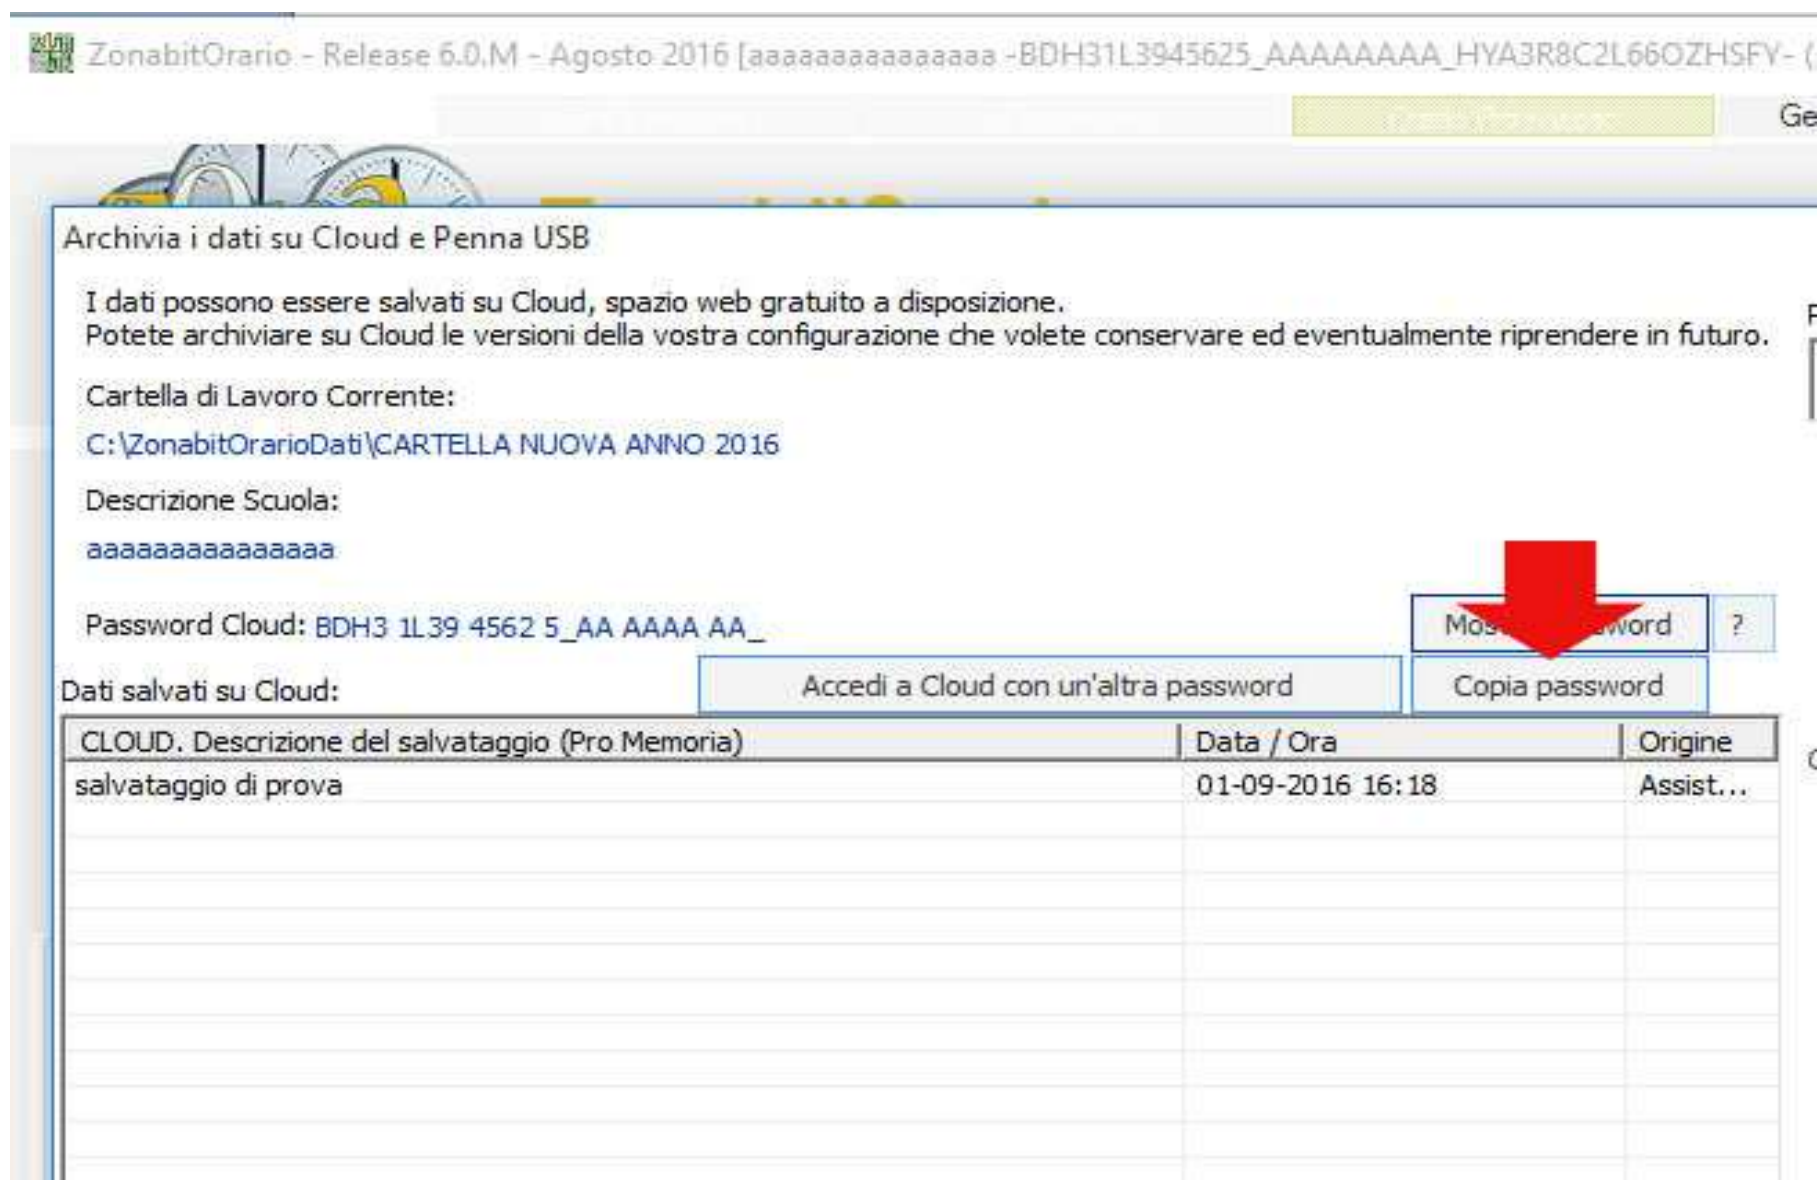 ZonabitOrario - Release 6.0.M - Agosto 2016 [aaaaaaaaaaaaaaa -BDH31L3945625_AAAAAAAA_HYA3R8C2L66OZHSFY- (
Ge
Archivia i dati su Cloud e Penna USB
I dati possono essere salvati su Cloud, spazio web gratuito a disposizione.
Potete archiviare su Cloud le versioni della vostra configurazione che volete conservare ed eventualmente riprendere in futuro.
Cartella di Lavoro Corrente:
C:\ZonabitOrarioDati\CARTELLA NUOVA ANNO 2016
Descrizione Scuola:
aaaaaaaaaaaaaaa
Password Cloud: BDH3 1L39 4562 5_AA AAAA AA_
?
Dati salvati su Cloud:
Accedi a Cloud con un'altra password
Copia password
CLOUD. Descrizione del salvataggio (Pro Memoria) Data / Ora Origine
salvataggio di prova 01-09-2016 16:18 Assist...